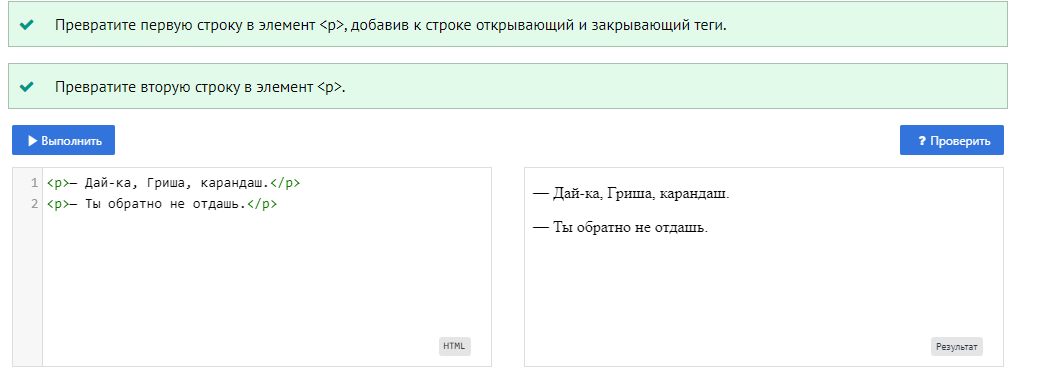 Превратите первую строку в элемент <p>, добавив к строке открывающий и закрывающий теги.
Превратите вторую строку в элемент <p>.
Выполнить
? Проверить
1 <p>— Дай-ка, Гриша, карандаш.</p>
2 <p>— Ты обратно не отдашь.</p>
HTML
— Дай-ка, Гриша, карандаш.
— Ты обратно не отдашь.
Результат